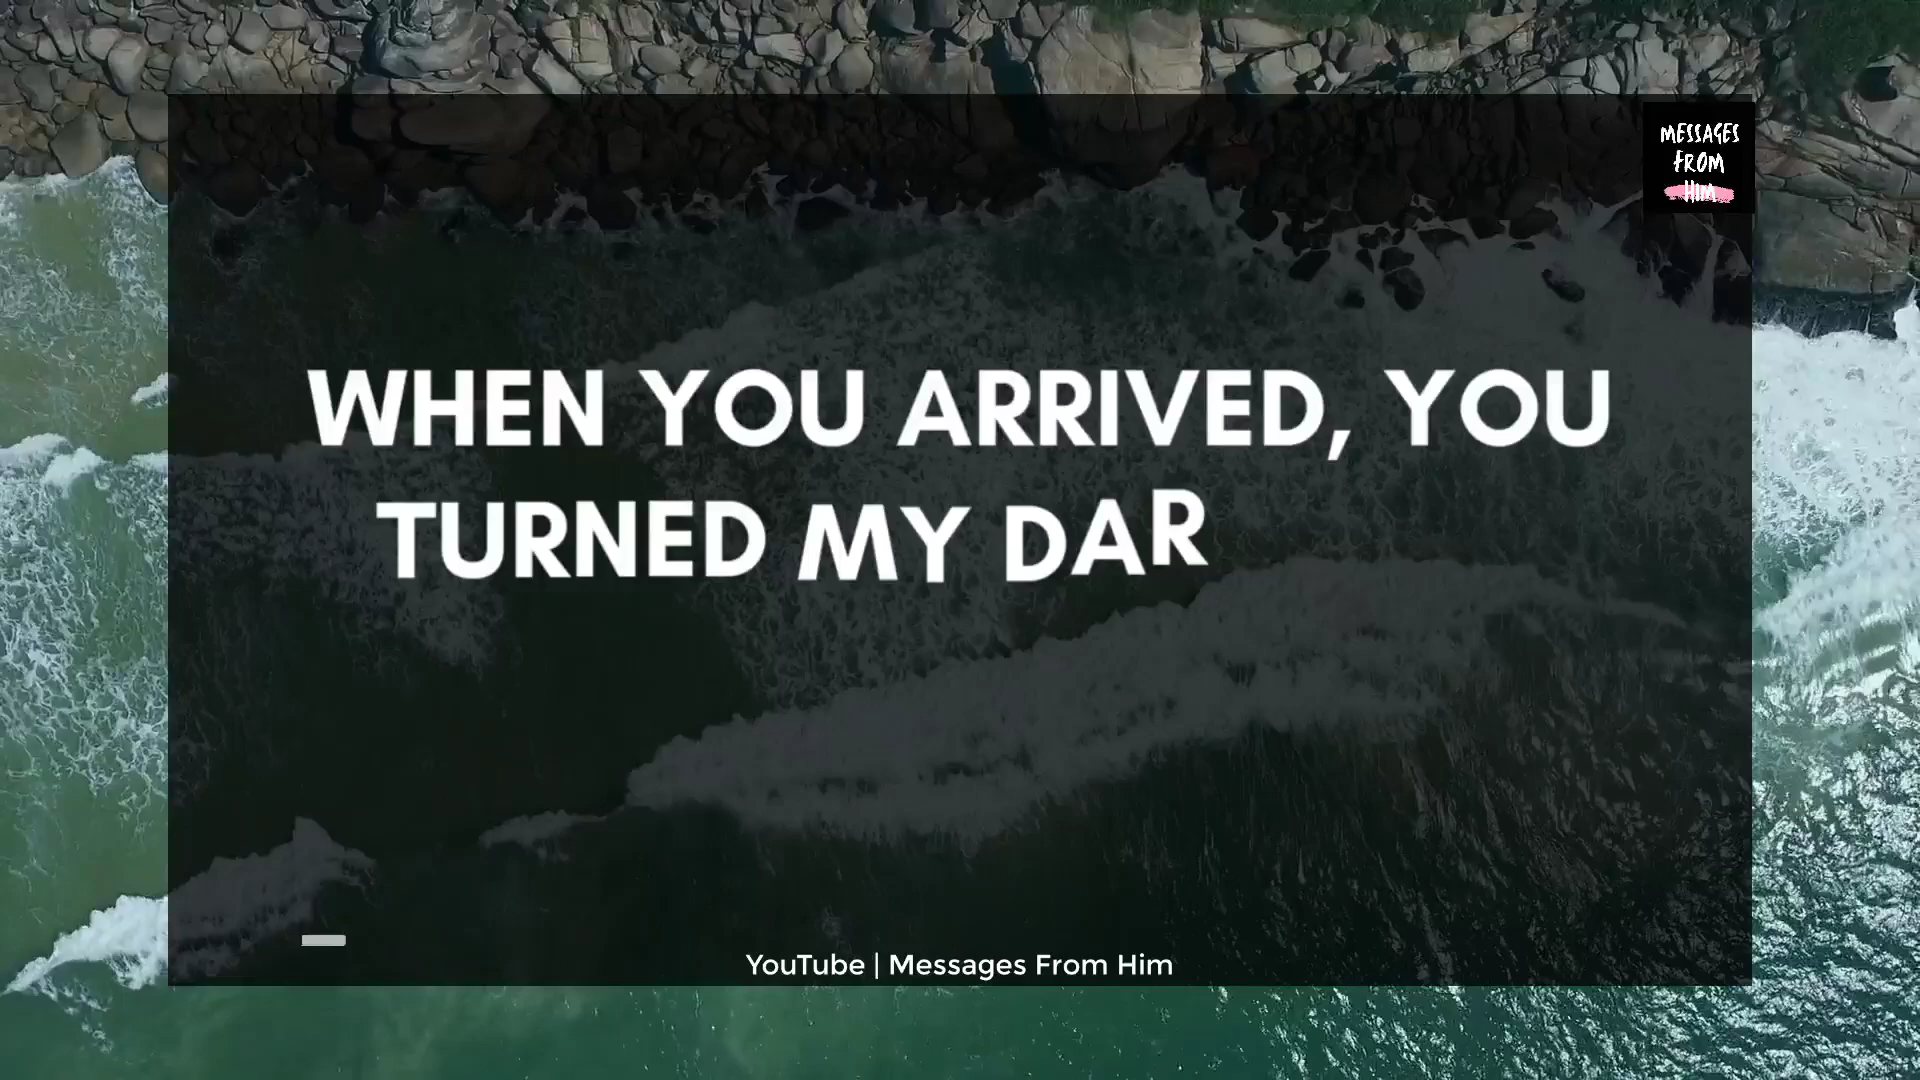 MESSAGES
FROM
HIM
WHEN YOU ARRIVED, YOU
TURNED MY DAR
YouTube | Messages From Him